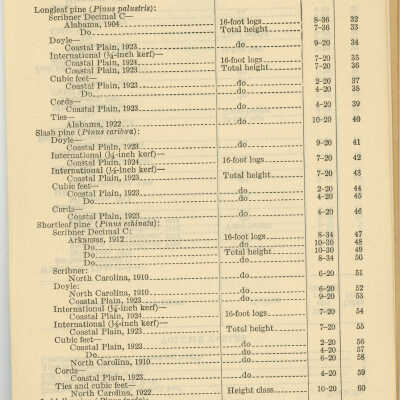 Longleaf pine (Pinus palustris):
Scribner Decimal C—
Alabama, 1904 16-foot logs 8-36 32
Do Total height 7-36 33
Doyle—
Coastal Plain, 1923 do 9-20 34
International (¼-inch kerf)—
Coastal Plain, 1924 16-foot logs 7-20 35
Coastal Plain, 1923 Total height 7-20 36
Cubic feet—
Coastal Plain, 1923 do 2-20 37
Do do 4-20 38
Cords—
Coastal Plain, 1923 do 4-20 39
Ties—
Alabama, 1922 do 10-20 40
Slash pine (Pinus caribæa):
Doyle—
Coastal Plain, 1923 do 9-20 41
International (¼-inch kerf)—
Coastal Plain, 1924 16-foot logs 7-20 42
International (¼-inch kerf)—
Coastal Plain, 1923 Total height 7-20 43
Cubic feet—
Coastal Plain, 1923 do 2-20 44
Do do 4-20 45
Cords—
Coastal Plain, 1923 do 4-20 46
Shortleaf pine (Pinus echinata):
Scribner Decimal C:
Arkansas, 1912 16-foot logs 8-34 47
Do do 10-30 48
Do Total height 10-30 49
Do do 8-34 50
Scribner:
North Carolina, 1910 do 6-20 51
Doyle:
North Carolina, 1910 do 6-20 52
Coastal Plain, 1923 do 9-20 53
International (¼-inch kerf)—
Coastal Plain, 1924 16-foot logs 7-20 54
International (¼-inch kerf)—
Coastal Plain, 1923 Total height 7-20 55
Cubic feet—
Coastal Plain, 1923 do 2-20 56
Do do 4-20 57
North Carolina, 1910 do 6-20 58
Cords—
Coastal Plain, 1923 do 4-20 59
Ties and cubic feet—
North Carolina, 1922 Height class 10-20 60